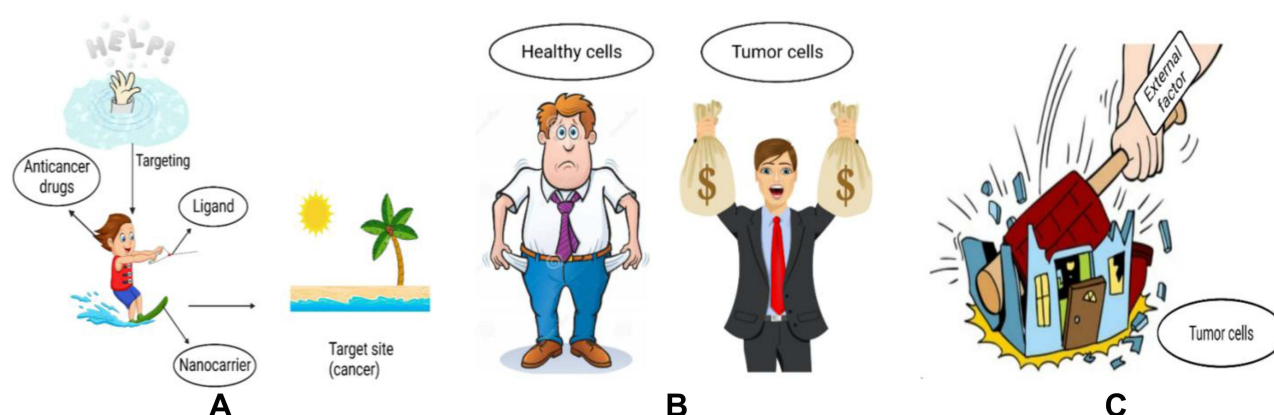 HELP!
Targeting
Anticancer
drugs
Ligand
Nanocarrier
Target site
(cancer)
A
Healthy cells
Tumor cells
$
$
B
External
factor
Tumor cells
C